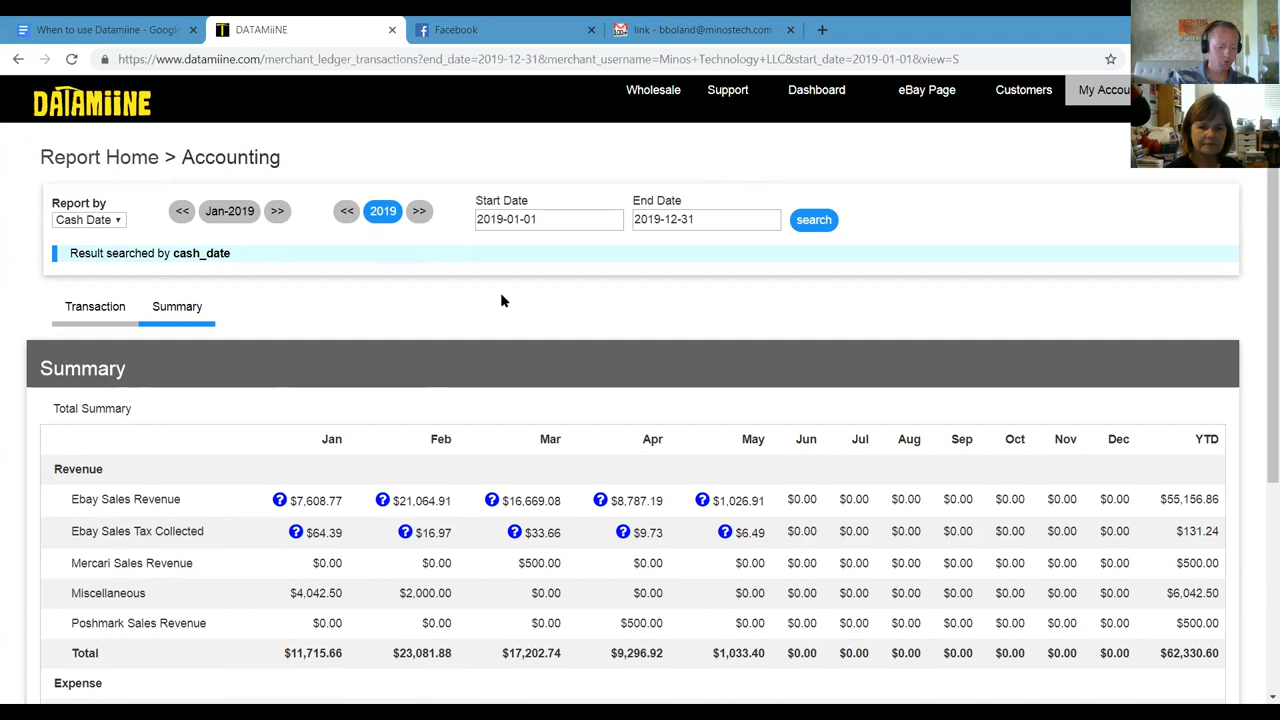 When to use Datamiine - Google
DATAMiiNE
Facebook
link - bboland@minostech.com
https://www.datamiine.com/merchant_ledger_transactions?end_date=2019-12-31&merchant_username=Minos+Technology+LLC&start_date=2019-01-01&view=S
DATAMiiNE
Wholesale Support Dashboard eBay Page Customers My Accou
Report Home > Accounting
Report by
Cash Date
<< Jan-2019 >>
<< 2019 >>
Start Date End Date
2019-01-01 2019-12-31 search
Result searched by cash_date
Transaction Summary
Summary
Total Summary
Jan Feb Mar Apr May Jun Jul Aug Sep Oct Nov Dec YTD
Revenue
Ebay Sales Revenue ? $7,608.77 ? $21,064.91 ? $16,669.08 ? $8,787.19 ? $1,026.91 $0.00 $0.00 $0.00 $0.00 $0.00 $0.00 $0.00 $55,156.86
Ebay Sales Tax Collected ? $64.39 ? $16.97 ? $33.66 ? $9.73 ? $6.49 $0.00 $0.00 $0.00 $0.00 $0.00 $0.00 $0.00 $131.24
Mercari Sales Revenue $0.00 $0.00 $500.00 $0.00 $0.00 $0.00 $0.00 $0.00 $0.00 $0.00 $0.00 $0.00 $500.00
Miscellaneous $4,042.50 $2,000.00 $0.00 $0.00 $0.00 $0.00 $0.00 $0.00 $0.00 $0.00 $0.00 $0.00 $6,042.50
Poshmark Sales Revenue $0.00 $0.00 $0.00 $500.00 $0.00 $0.00 $0.00 $0.00 $0.00 $0.00 $0.00 $0.00 $500.00
Total $11,715.66 $23,081.88 $17,202.74 $9,296.92 $1,033.40 $0.00 $0.00 $0.00 $0.00 $0.00 $0.00 $0.00 $62,330.60
Expense